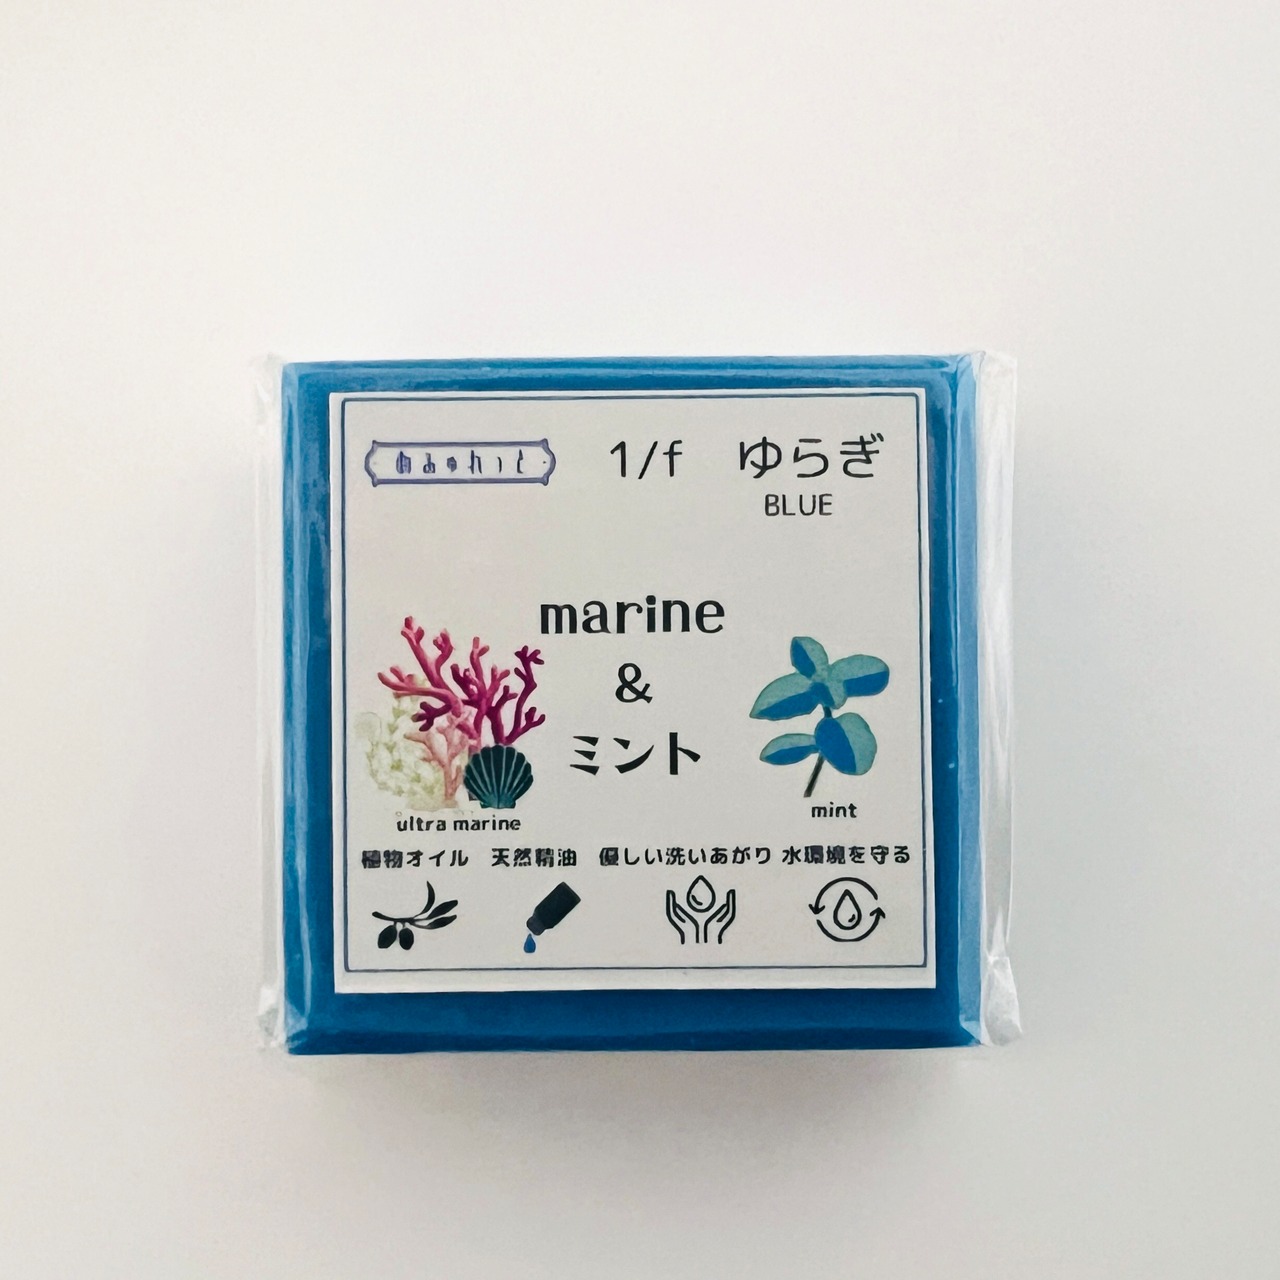 1/f ゆらぎ
BLUE
marine
&
ミント
ultra marine
mint
植物オイル 天然精油 優しい洗いあがり 水環境を守る